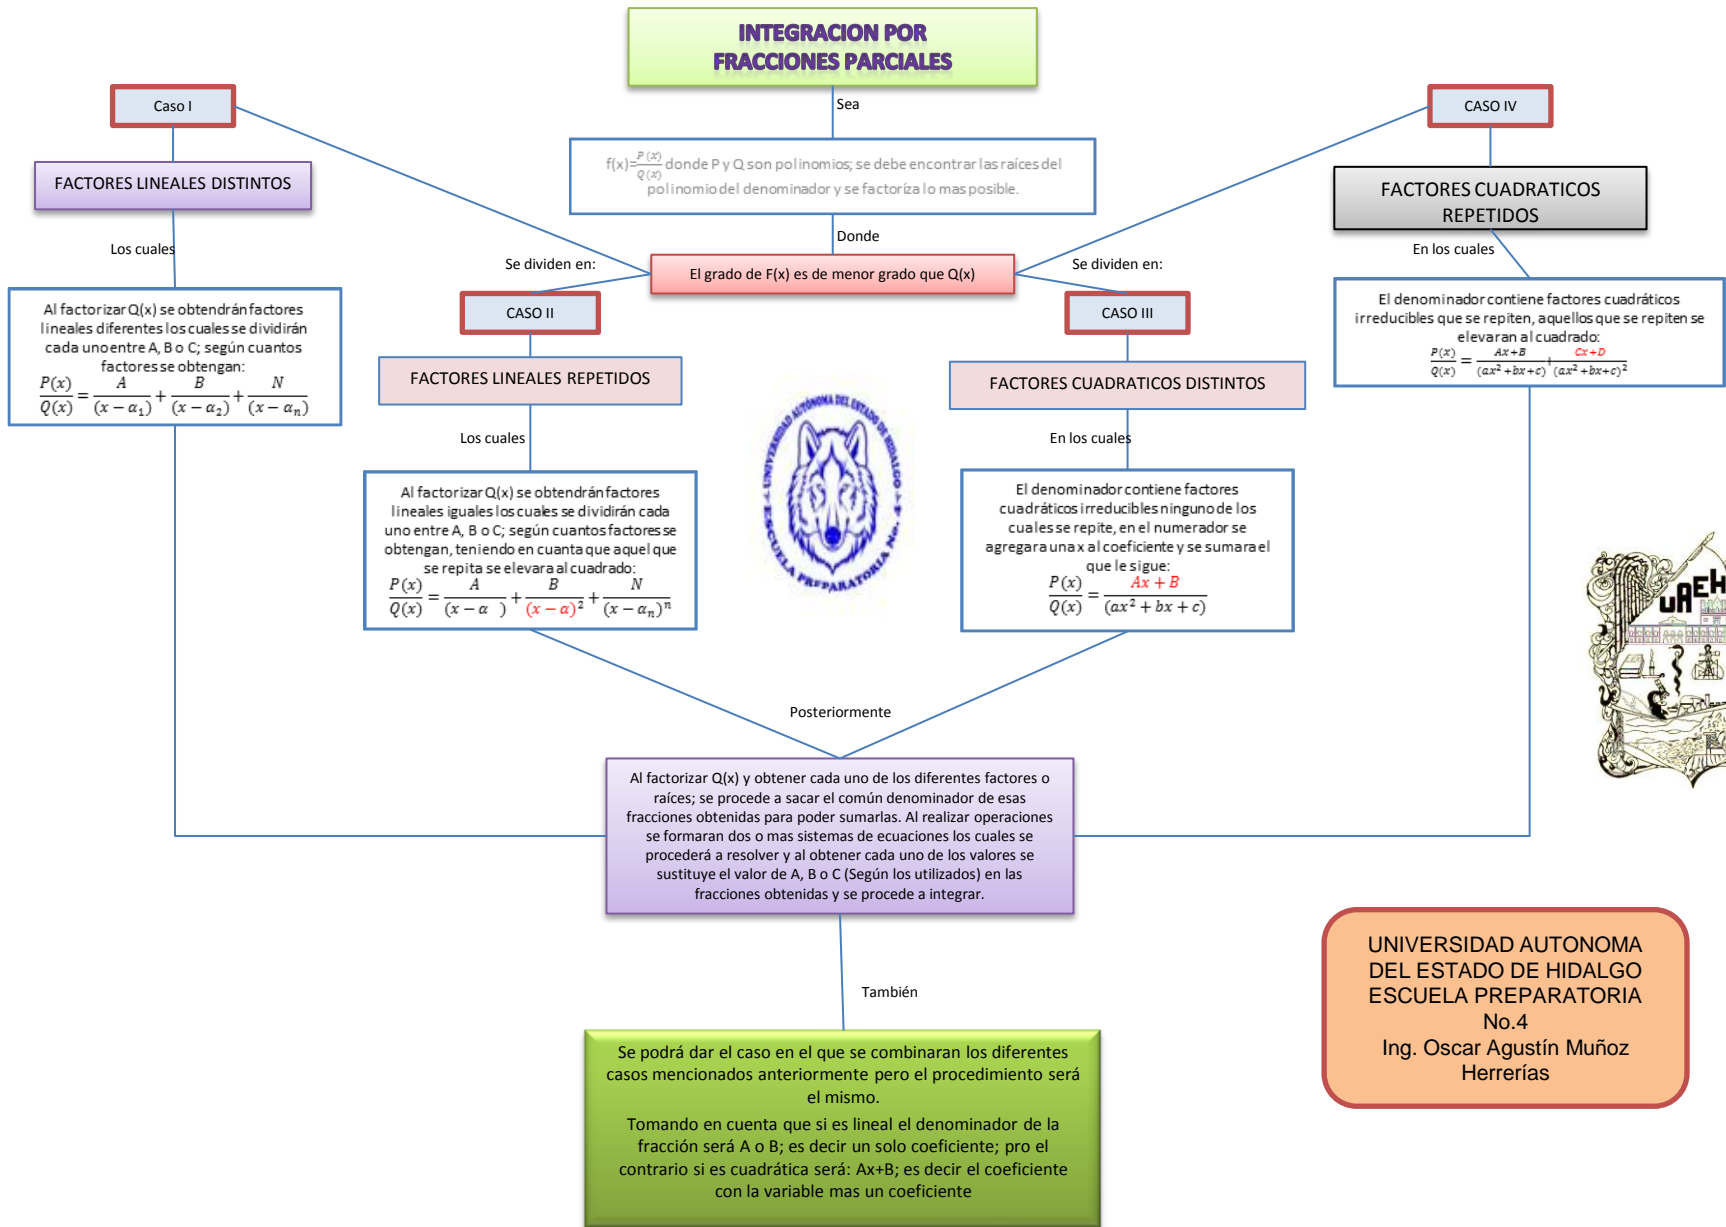 INTEGRACION POR
FRACCIONES PARCIALES
Sea
f(x)=P(x)/Q(x) donde P y Q son polinomios; se debe encontrar las raíces del
polinomio del denominador y se factoríza lo mas posible.
Donde
El grado de F(x) es de menor grado que Q(x)
Se dividen en:
Se dividen en:
Caso I
FACTORES LINEALES DISTINTOS
Los cuales
Al factorizar Q(x) se obtendrán factores
lineales diferentes los cuales se dividirán
cada uno entre A, B o C; según cuantos
factores se obtengan:
P(x)/Q(x) = A/(x − α₁) + B/(x − α₂) + N/(x − αₙ)
CASO II
FACTORES LINEALES REPETIDOS
Los cuales
Al factorizar Q(x) se obtendrán factores
lineales iguales los cuales se dividirán cada
uno entre A, B o C; según cuantos factores se
obtengan, teniendo en cuanta que aquel que
se repita se elevara al cuadrado:
P(x)/Q(x) = A/(x − α ) + B/(x − α)² + N/(x − αₙ)ⁿ
CASO III
FACTORES CUADRATICOS DISTINTOS
En los cuales
El denominador contiene factores
cuadráticos irreducibles ninguno de los
cuales se repite, en el numerador se
agregara una x al coeficiente y se sumara el
que le sigue:
P(x)/Q(x) = Ax + B/(ax² + bx + c)
CASO IV
FACTORES CUADRATICOS
REPETIDOS
En los cuales
El denominador contiene factores cuadráticos
irreducibles que se repiten, aquellos que se repiten se
elevaran al cuadrado:
P(x)/Q(x) = Ax+B/(ax²+bx+c) + Cx+D/(ax²+bx+c)²
UNIVERSIDAD AUTÓNOMA DEL ESTADO DE HIDALGO
ESCUELA PREPARATORIA No. 4
UAEH
Posteriormente
Al factorizar Q(x) y obtener cada uno de los diferentes factores o
raíces; se procede a sacar el común denominador de esas
fracciones obtenidas para poder sumarlas. Al realizar operaciones
se formaran dos o mas sistemas de ecuaciones los cuales se
procederá a resolver y al obtener cada uno de los valores se
sustituye el valor de A, B o C (Según los utilizados) en las
fracciones obtenidas y se procede a integrar.
También
Se podrá dar el caso en el que se combinaran los diferentes
casos mencionados anteriormente pero el procedimiento será
el mismo.
Tomando en cuenta que si es lineal el denominador de la
fracción será A o B; es decir un solo coeficiente; pro el
contrario si es cuadrática será: Ax+B; es decir el coeficiente
con la variable mas un coeficiente
UNIVERSIDAD AUTONOMA
DEL ESTADO DE HIDALGO
ESCUELA PREPARATORIA
No.4
Ing. Oscar Agustín Muñoz
Herrerías